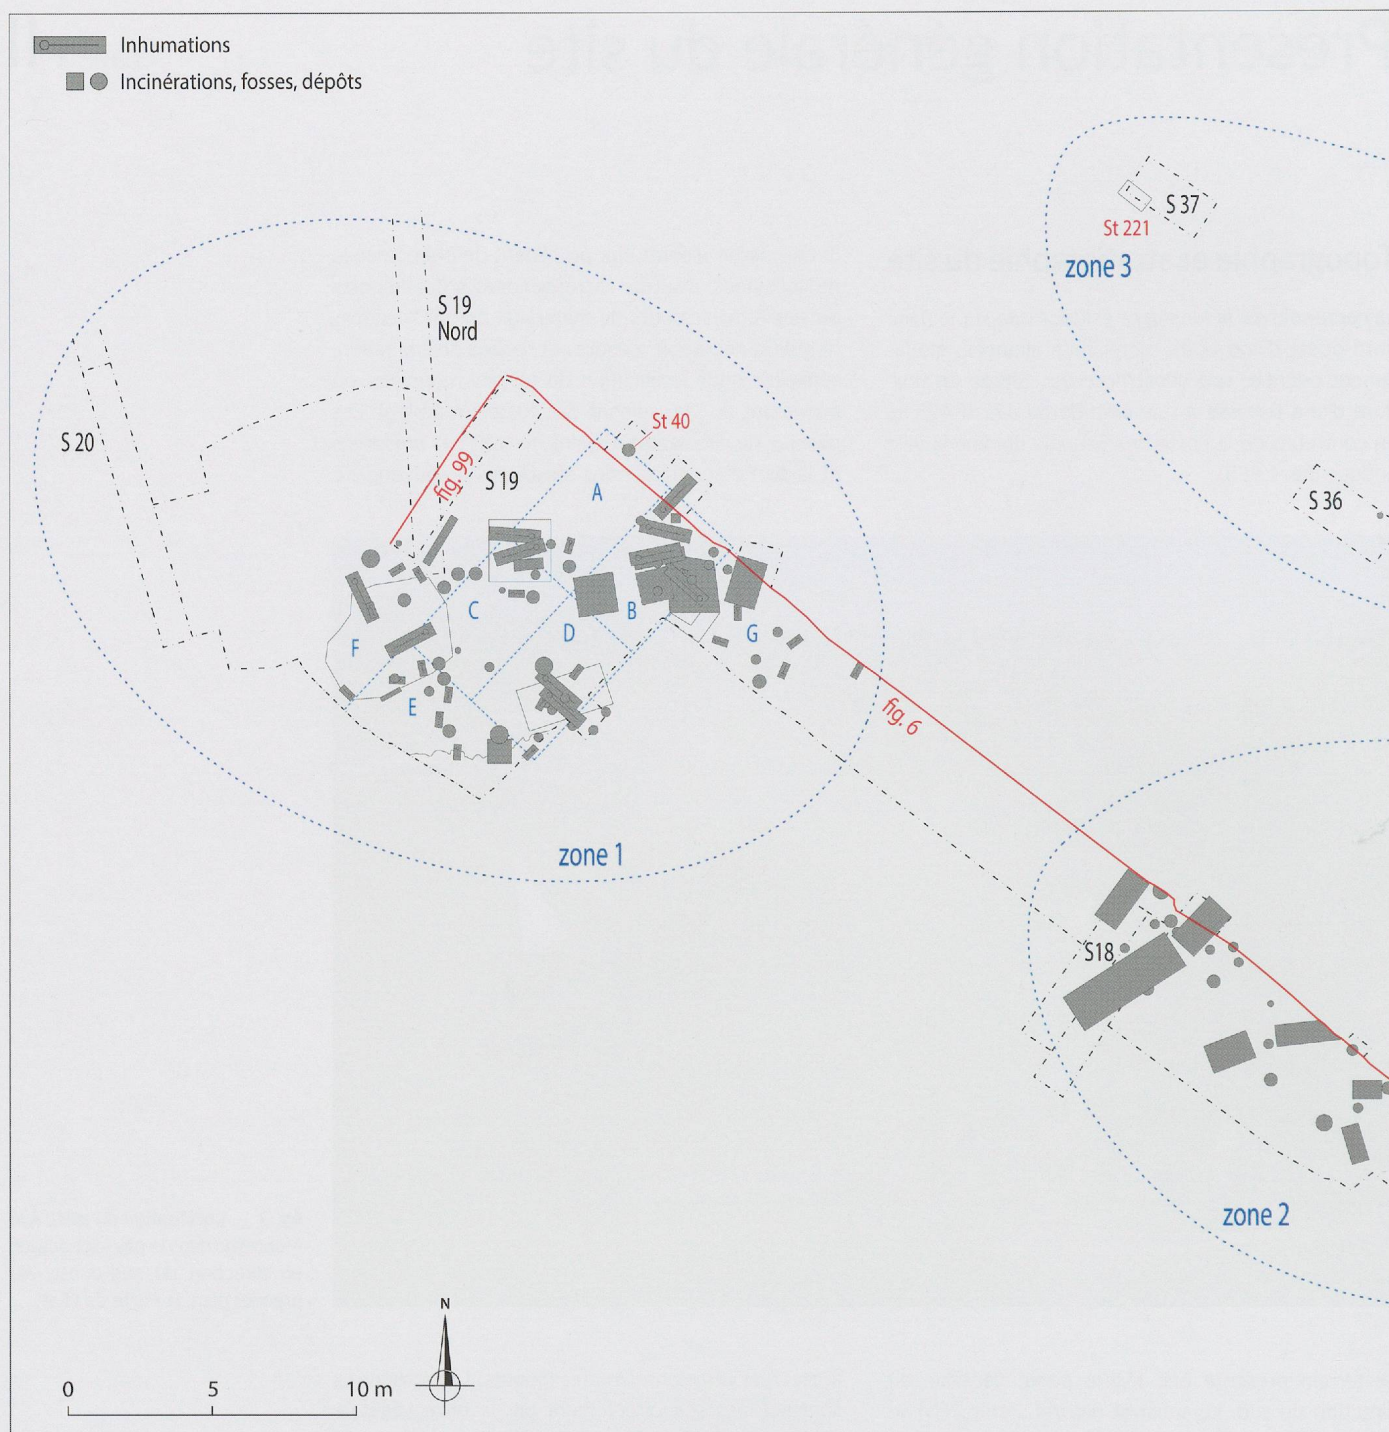 Inhumations
Incinérations, fosses, dépôts
S 37
St 221
zone 3
S 19
Nord
St 40
S 20
fig. 99
S 19
A
S 36
C
D
B
G
F
E
fig. 6
zone 1
S18
zone 2
N
0 5 10 m